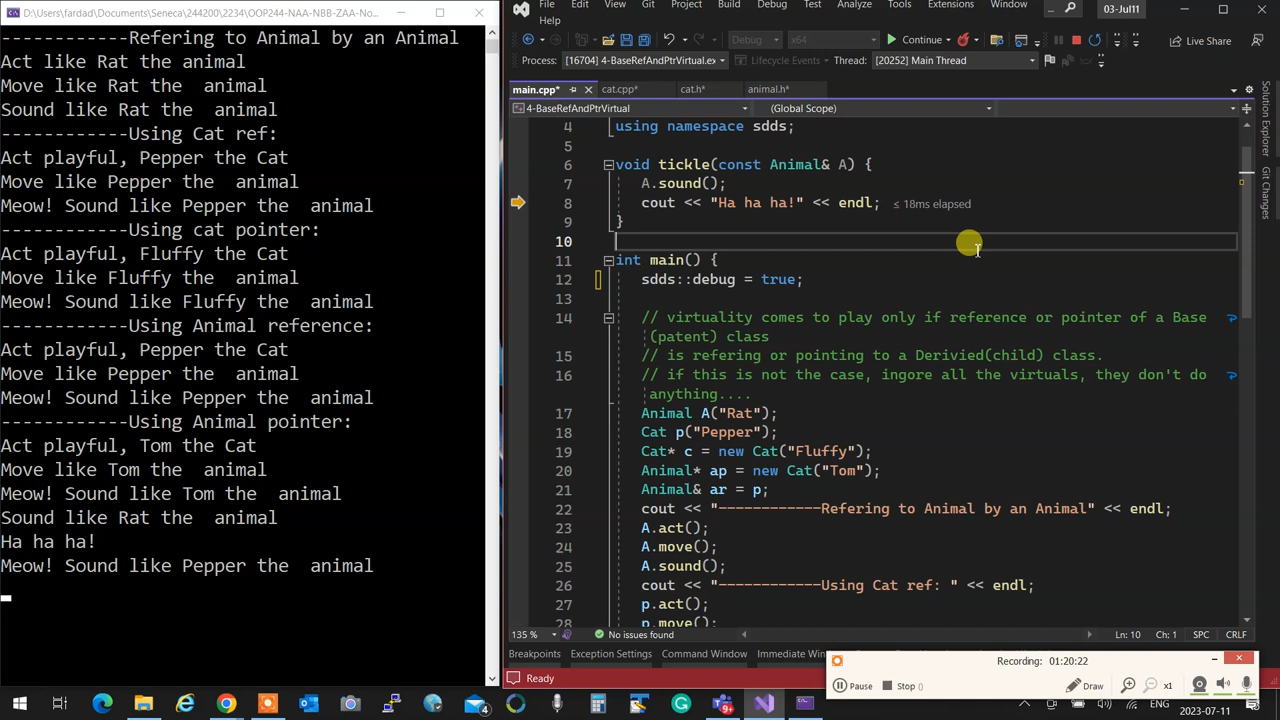 D:\Users\fardad\Documents\Seneca\244200\2234\OOP244-NAA-NBB-ZAA-No...
------------Refering to Animal by an Animal
Act like Rat the animal
Move like Rat the  animal
Sound like Rat the  animal
------------Using Cat ref:
Act playful, Pepper the Cat
Move like Pepper the  animal
Meow! Sound like Pepper the  animal
------------Using cat pointer:
Act playful, Fluffy the Cat
Move like Fluffy the  animal
Meow! Sound like Fluffy the  animal
------------Using Animal reference:
Act playful, Pepper the Cat
Move like Pepper the  animal
Meow! Sound like Pepper the  animal
------------Using Animal pointer:
Act playful, Tom the Cat
Move like Tom the  animal
Meow! Sound like Tom the  animal
Sound like Rat the  animal
Ha ha ha!
Meow! Sound like Pepper the  animal
File Edit View Git Project Build Debug Test Analyze Tools Extensions Window
Help
03-Jul11
Debug x64 Continue Live Share
Process: [16704] 4-BaseRefAndPtrVirtual.ex Lifecycle Events Thread: [20252] Main Thread
main.cpp* cat.cpp* cat.h* animal.h*
4-BaseRefAndPtrVirtual (Global Scope)
4 using namespace sdds;
5
6 void tickle(const Animal& A) {
7 A.sound();
8 cout << "Ha ha ha!" << endl; ≤ 18ms elapsed
9 }
10
11 int main() {
12 sdds::debug = true;
13
14 // virtuality comes to play only if reference or pointer of a Base
(patent) class
15 // is refering or pointing to a Derivied(child) class.
16 // if this is not the case, ingore all the virtuals, they don't do
anything....
17 Animal A("Rat");
18 Cat p("Pepper");
19 Cat* c = new Cat("Fluffy");
20 Animal* ap = new Cat("Tom");
21 Animal& ar = p;
22 cout << "------------Refering to Animal by an Animal" << endl;
23 A.act();
24 A.move();
25 A.sound();
26 cout << "------------Using Cat ref: " << endl;
27 p.act();
28 p.move();
Solution Explorer
Git Changes
135 % No issues found Ln: 10 Ch: 1 SPC CRLF
Breakpoints Exception Settings Command Window Immediate Win
Ready
Recording: 01:20:22
Pause Stop () Draw x1
ENG 2023-07-11